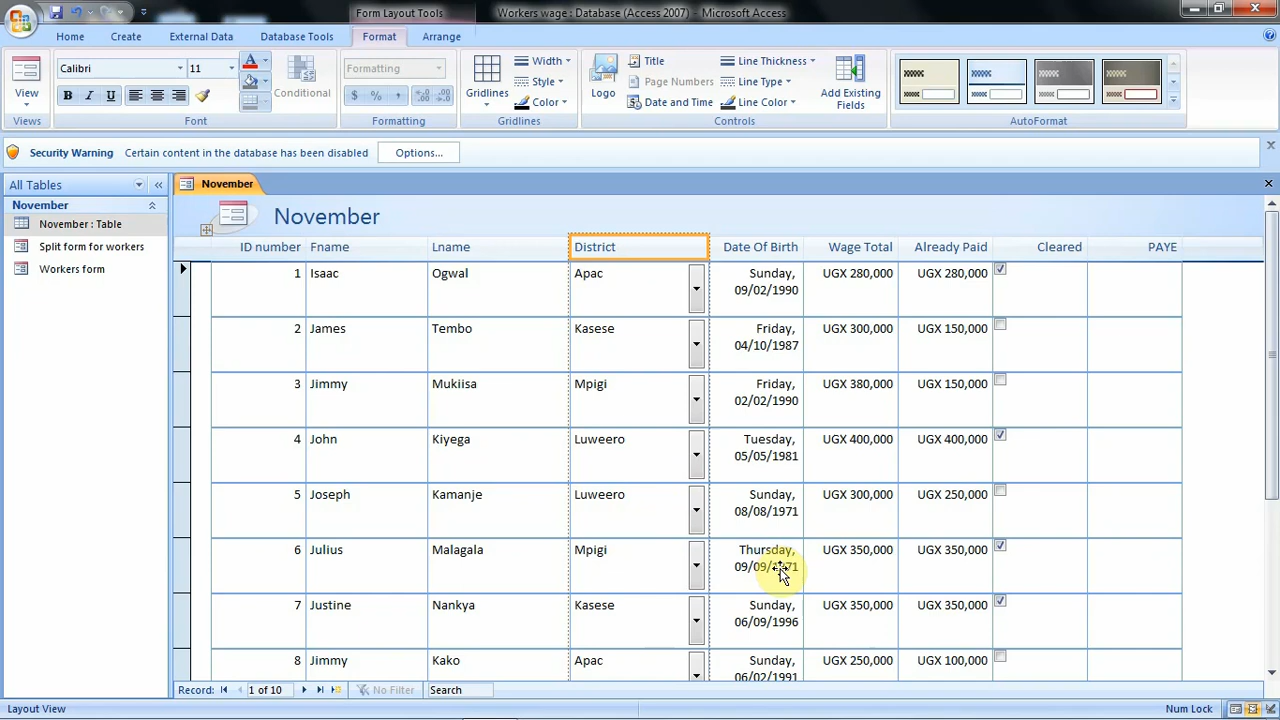 Form Layout Tools
Workers wage : Database (Access 2007) - Microsoft Access
Home
Create
External Data
Database Tools
Format
Arrange
View
Views
Calibri
11
B I U
A
Conditional
Font
Formatting
$ % ,
Formatting
Gridlines
Width
Style
Color
Gridlines
Logo
Title
Page Numbers
Date and Time
Line Thickness
Line Type
Line Color
Add Existing
Fields
Controls
AutoFormat
Security Warning
Certain content in the database has been disabled
Options...
All Tables
November
November : Table
Split form for workers
Workers form
November
November
ID number Fname Lname District Date Of Birth Wage Total Already Paid Cleared PAYE
1 Isaac Ogwal Apac Sunday, UGX 280,000 UGX 280,000
09/02/1990
2 James Tembo Kasese Friday, UGX 300,000 UGX 150,000
04/10/1987
3 Jimmy Mukiisa Mpigi Friday, UGX 380,000 UGX 150,000
02/02/1990
4 John Kiyega Luweero Tuesday, UGX 400,000 UGX 400,000
05/05/1981
5 Joseph Kamanje Luweero Sunday, UGX 300,000 UGX 250,000
08/08/1971
6 Julius Malagala Mpigi Thursday, UGX 350,000 UGX 350,000
09/09/1971
7 Justine Nankya Kasese Sunday, UGX 350,000 UGX 350,000
06/09/1996
8 Jimmy Kako Apac Sunday, UGX 250,000 UGX 100,000
06/02/1991
Record: 1 of 10 No Filter Search
Layout View
Num Lock